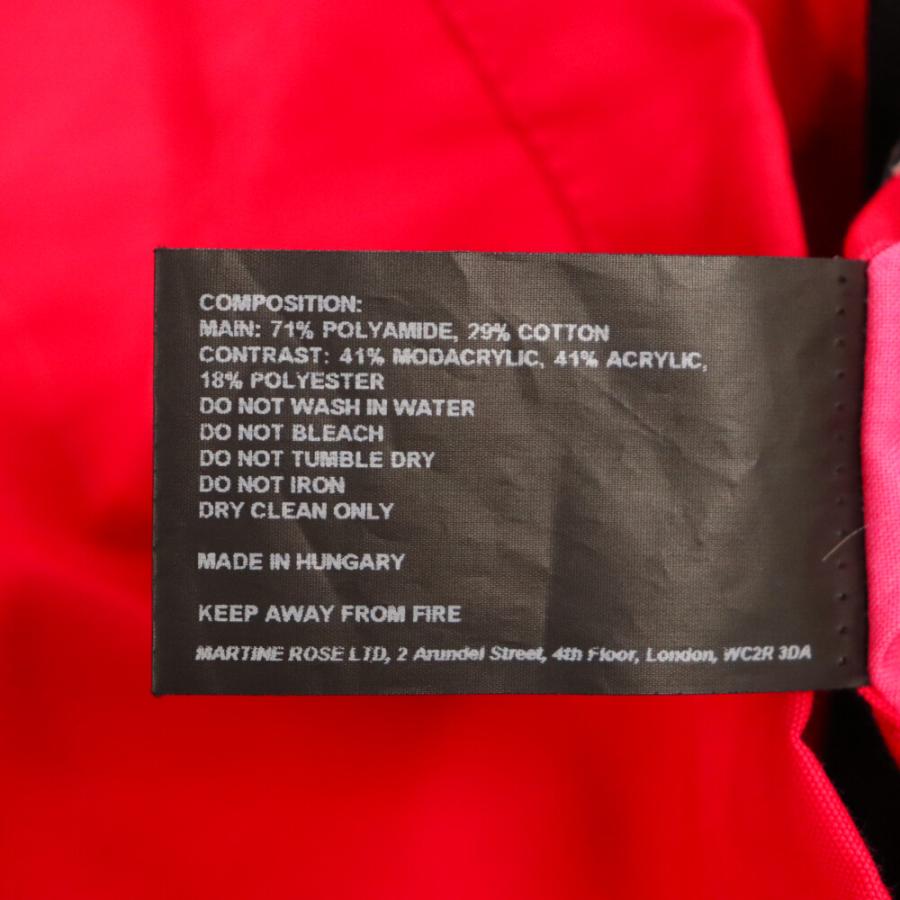 COMPOSITION:
MAIN: 71% POLYAMIDE, 29% COTTON
CONTRAST: 41% MODACRYLIC, 41% ACRYLIC,
18% POLYESTER
DO NOT WASH IN WATER
DO NOT BLEACH
DO NOT TUMBLE DRY
DO NOT IRON
DRY CLEAN ONLY
MADE IN HUNGARY
KEEP AWAY FROM FIRE
MARTINE ROSE LTD, 2 Arundel Street, 4th Floor, London, WC2R 3DA